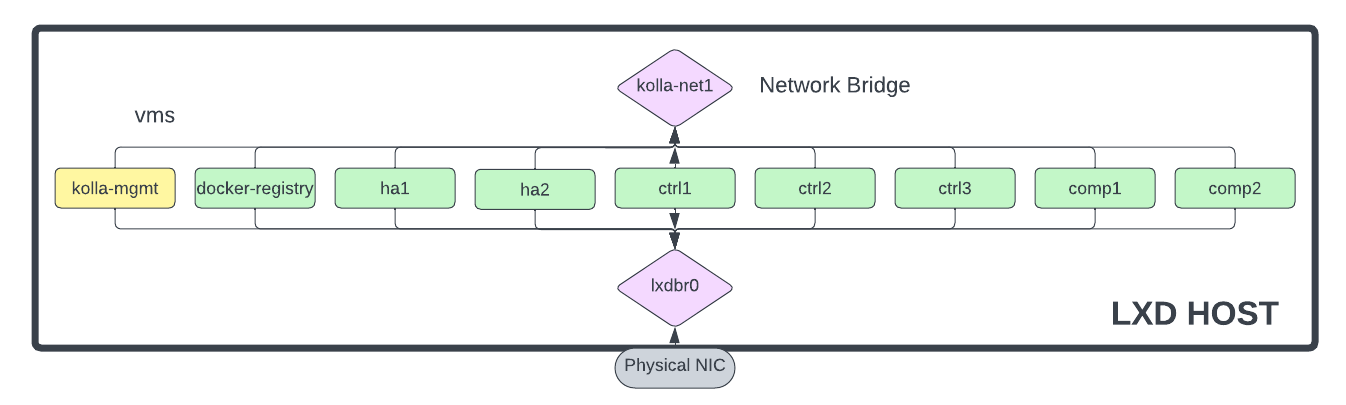 kolla-net1
Network Bridge
vms
kolla-mgmt
docker-registry
ha1
ha2
ctrl1
ctrl2
ctrl3
comp1
comp2
lxdbr0
LXD HOST
Physical NIC